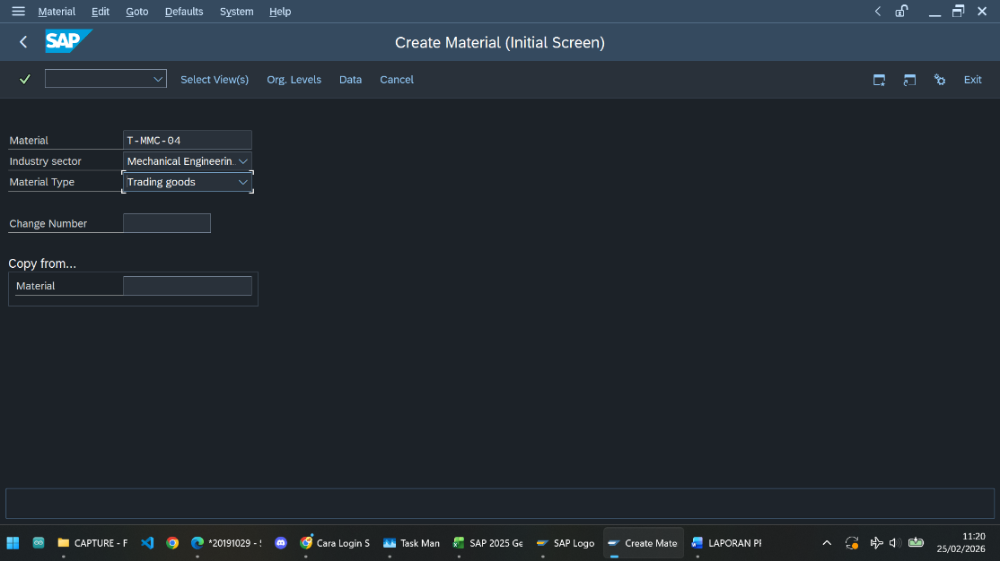 Material Edit Goto Defaults System Help
SAP
Create Material (Initial Screen)
Select View(s) Org. Levels Data Cancel Exit
Material T-MMC-04
Industry sector Mechanical Engineerin..
Material Type Trading goods
Change Number
Copy from...
Material
CAPTURE - F *20191029 - Cara Login S Task Man SAP 2025 Ge SAP Logo Create Mate LAPORAN PF
11:20
25/02/2026